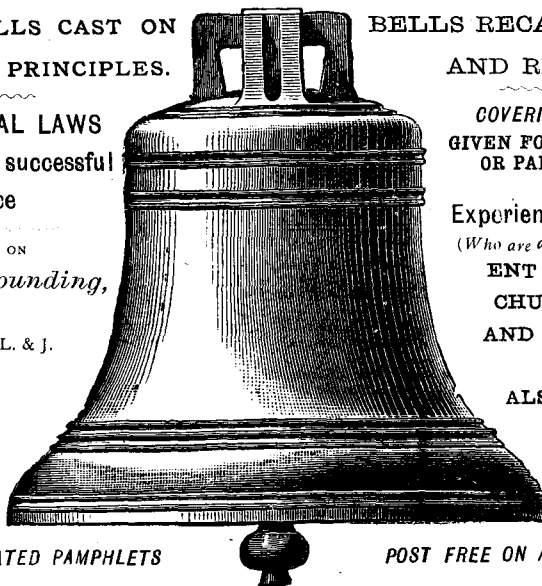 LLS CAST ON
PRINCIPLES.
AL LAWS
successful
ce
ON
ounding,
L. & J.
ATED PAMPHLETS
BELLS RECA
AND R
COVERI
GIVEN FO
OR PA
Experien
(Who are a
ENT
CHU
AND
ALS
POST FREE ON A